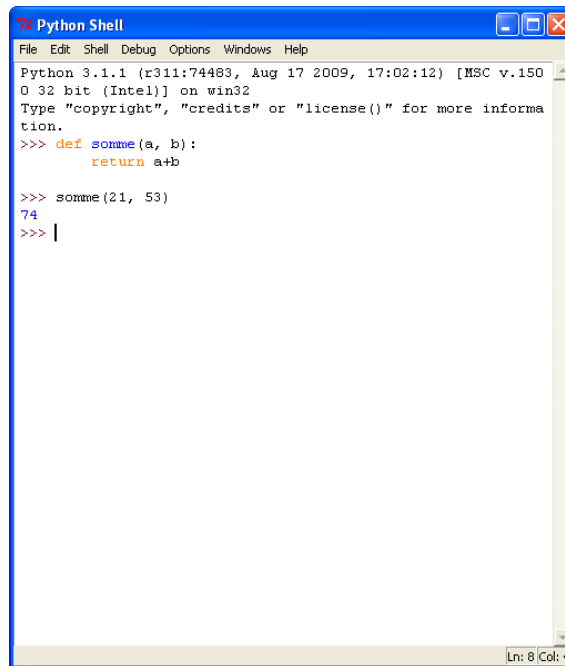 Python Shell
File Edit Shell Debug Options Windows Help
Python 3.1.1 (r311:74483, Aug 17 2009, 17:02:12) [MSC v.150
0 32 bit (Intel)] on win32
Type "copyright", "credits" or "license()" for more informa
tion.
>>> def somme(a, b):
        return a+b
>>> somme(21, 53)
74
>>>
Ln: 8 Col: